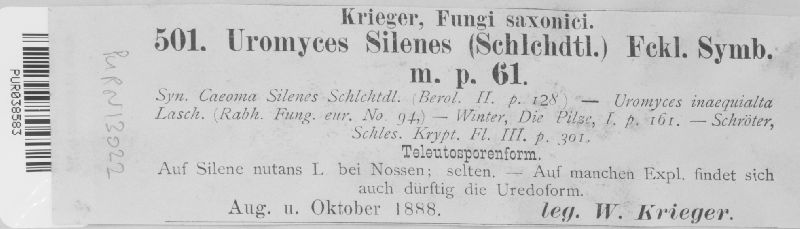 Krieger, Fungi saxonici.
501. Uromyces Silenes (Schlchdtl.) Fckl. Symb.
m. p. 61.
Syn. Caeoma Silenes Schlchtdl. (Berol. II. p. 128) — Uromyces inaequialta
Lasch. (Rabh. Fung. eur. No. 94,) — Winter, Die Pilze, I. p. 161. — Schröter,
Schles. Krypt. Fl. III. p. 301.
Teleutosporenform.
Auf Silene nutans L bei Nossen; selten. — Auf manchen Expl. findet sich
auch dürftig die Uredoform.
Aug. u. Oktober 1888. leg. W. Krieger.
PUR038583
PURN13022